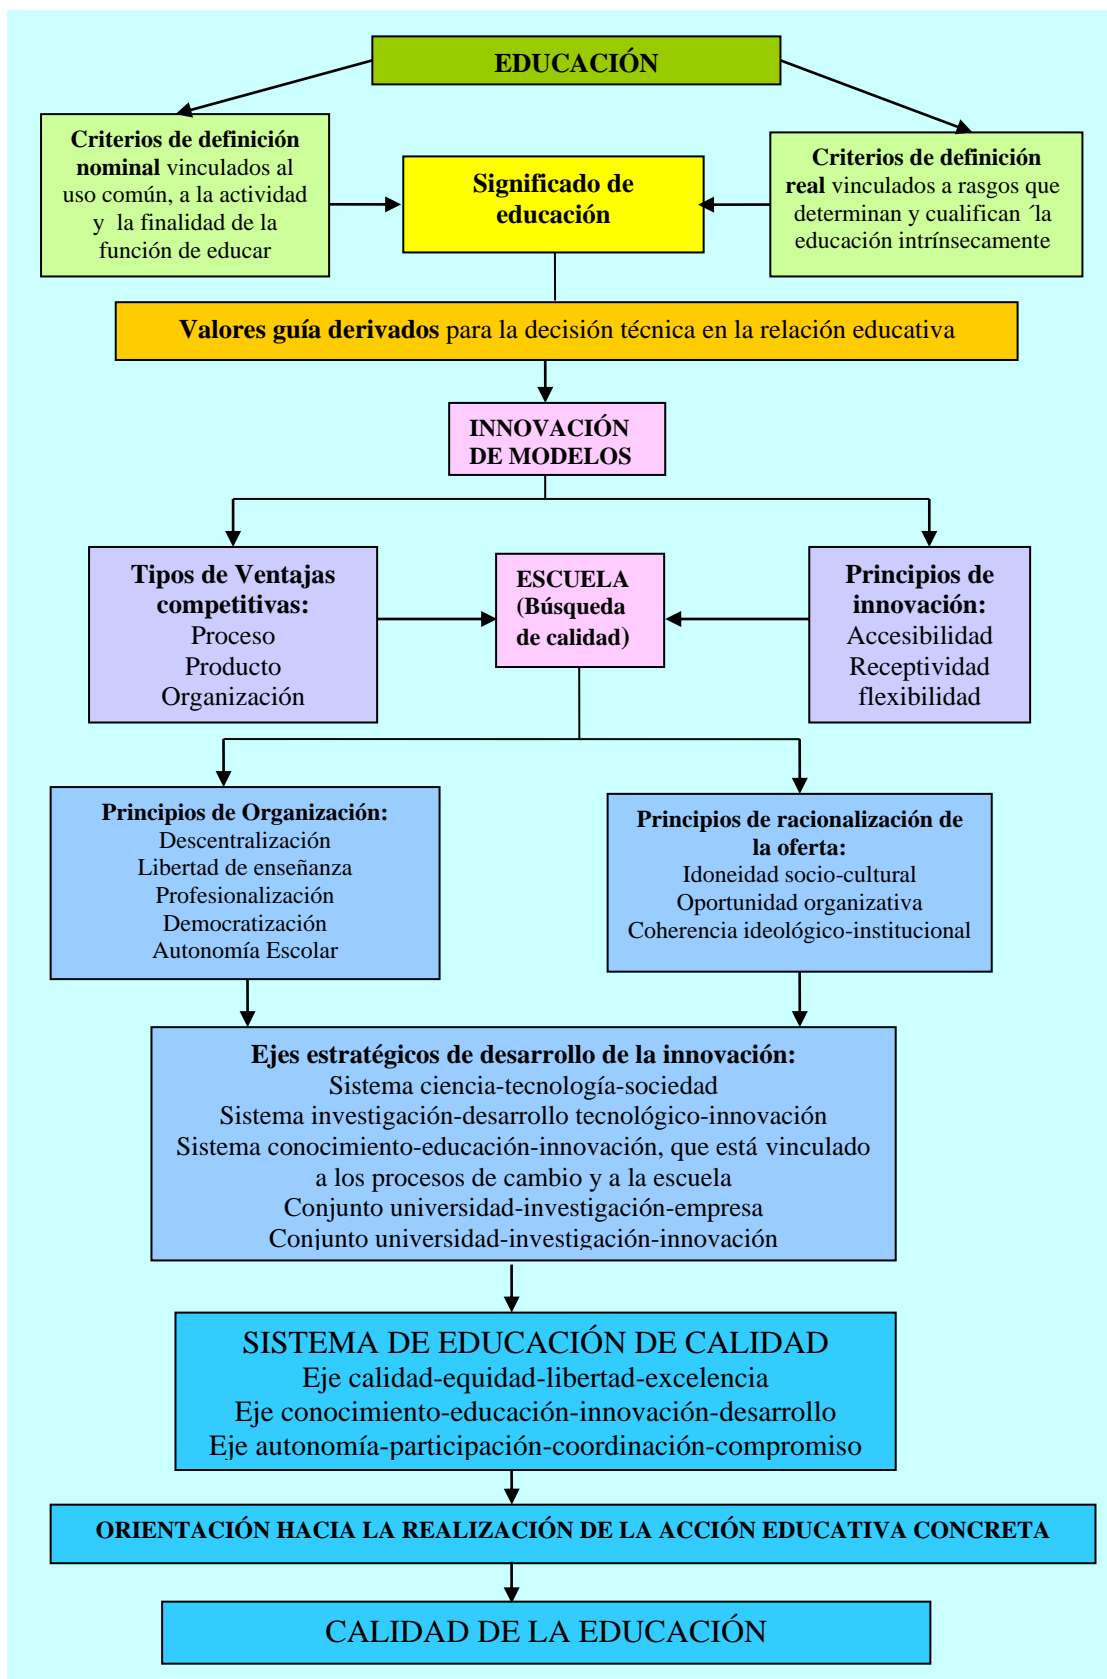 EDUCACIÓN
Criterios de definición
nominal vinculados al
uso común, a la actividad
y la finalidad de la
función de educar
Significado de
educación
Criterios de definición
real vinculados a rasgos que
determinan y cualifican ´la
educación intrínsecamente
Valores guía derivados para la decisión técnica en la relación educativa
INNOVACIÓN
DE MODELOS
Tipos de Ventajas
competitivas:
Proceso
Producto
Organización
ESCUELA
(Búsqueda
de calidad)
Principios de
innovación:
Accesibilidad
Receptividad
flexibilidad
Principios de Organización:
Descentralización
Libertad de enseñanza
Profesionalización
Democratización
Autonomía Escolar
Principios de racionalización de
la oferta:
Idoneidad socio-cultural
Oportunidad organizativa
Coherencia ideológico-institucional
Ejes estratégicos de desarrollo de la innovación:
Sistema ciencia-tecnología-sociedad
Sistema investigación-desarrollo tecnológico-innovación
Sistema conocimiento-educación-innovación, que está vinculado
a los procesos de cambio y a la escuela
Conjunto universidad-investigación-empresa
Conjunto universidad-investigación-innovación
SISTEMA DE EDUCACIÓN DE CALIDAD
Eje calidad-equidad-libertad-excelencia
Eje conocimiento-educación-innovación-desarrollo
Eje autonomía-participación-coordinación-compromiso
ORIENTACIÓN HACIA LA REALIZACIÓN DE LA ACCIÓN EDUCATIVA CONCRETA
CALIDAD DE LA EDUCACIÓN